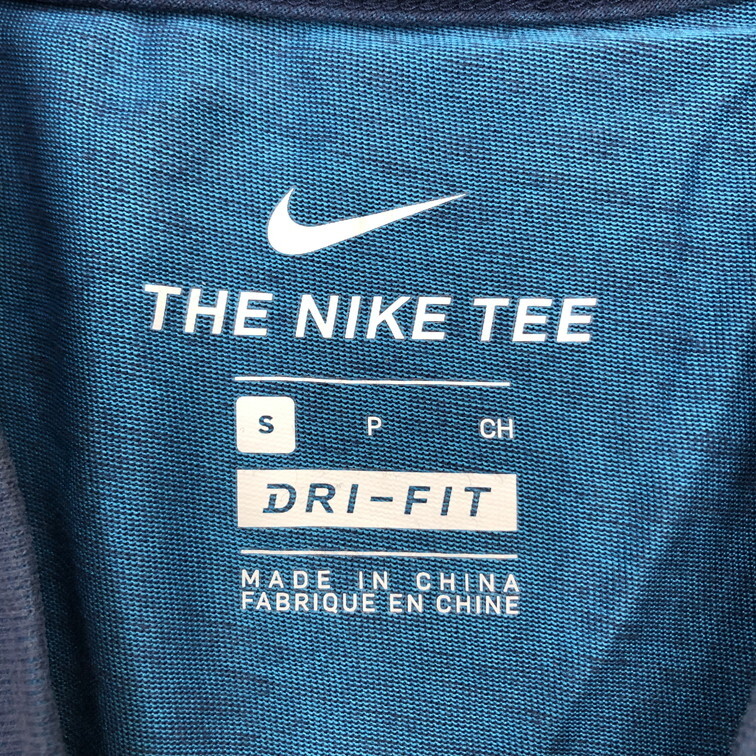 THE NIKE TEE
S P CH
DRI-FIT
MADE IN CHINA
FABRIQUE EN CHINE